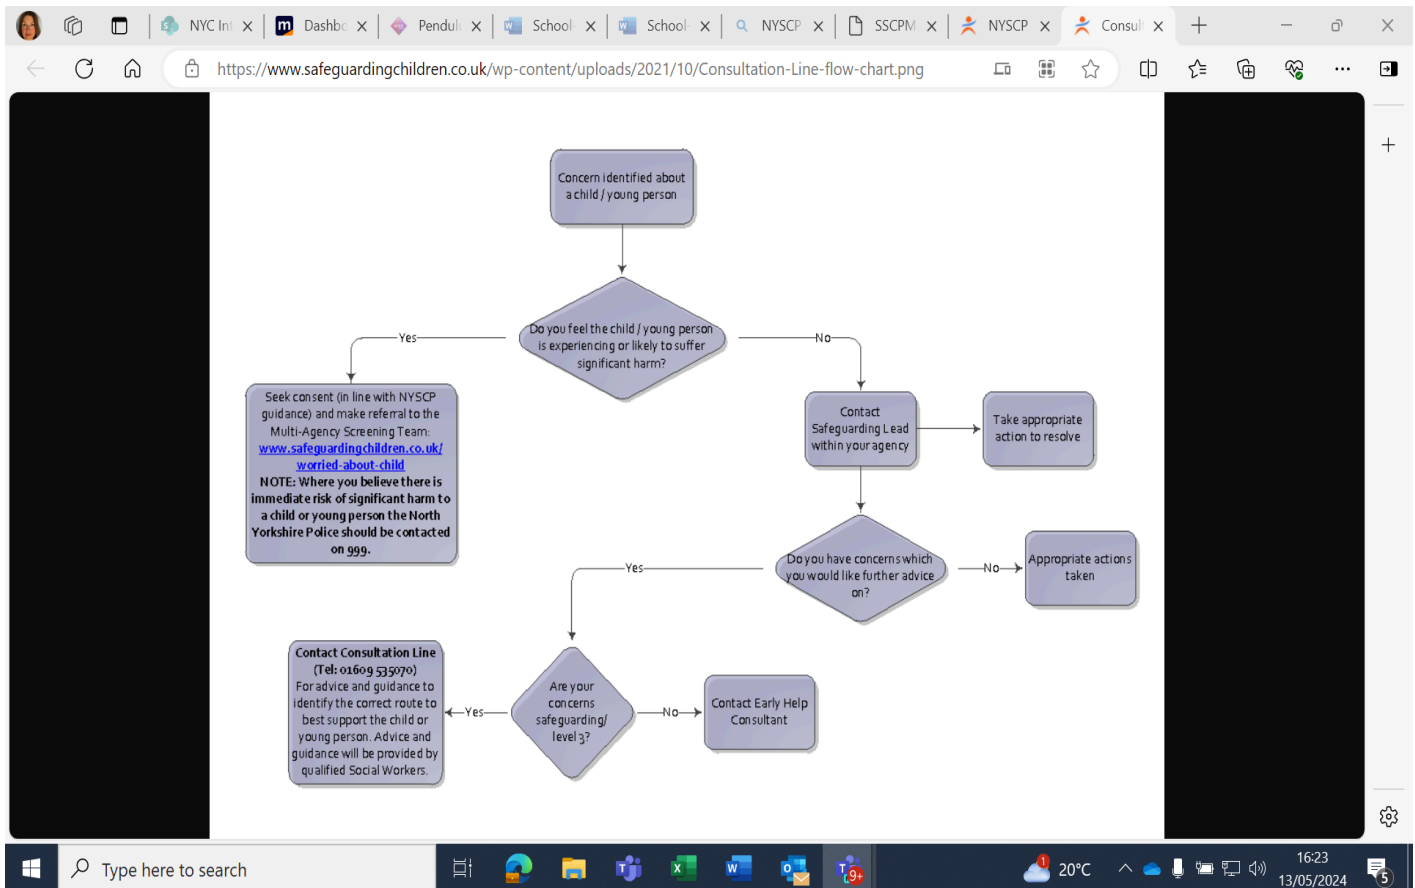 NYC Int
Dashbo
Pendul
School-
School-
NYSCP
SSCPM
NYSCP
Consult
https://www.safeguardingchildren.co.uk/wp-content/uploads/2021/10/Consultation-Line-flow-chart.png
Concern identified about
a child / young person
Do you feel the child / young person
is experiencing or likely to suffer
significant harm?
Yes
No
Seek consent (in line with NYSCP
guidance) and make referral to the
Multi-Agency Screening Team:
www.safeguardingchildren.co.uk/
worried-about-child
NOTE: Where you believe there is
immediate risk of significant harm to
a child or young person the North
Yorkshire Police should be contacted
on 999.
Contact
Safeguarding Lead
within your agency
Take appropriate
action to resolve
Do you have concerns which
you would like further advice
on?
Yes
No
Appropriate actions
taken
Contact Consultation Line
(Tel: 01609 535070)
For advice and guidance to
identify the correct route to
best support the child or
young person. Advice and
guidance will be provided by
qualified Social Workers.
Yes
Are your
concerns
safeguarding/
level 3?
No
Contact Early Help
Consultant
Type here to search
9+
1
20°C
16:23
13/05/2024
5